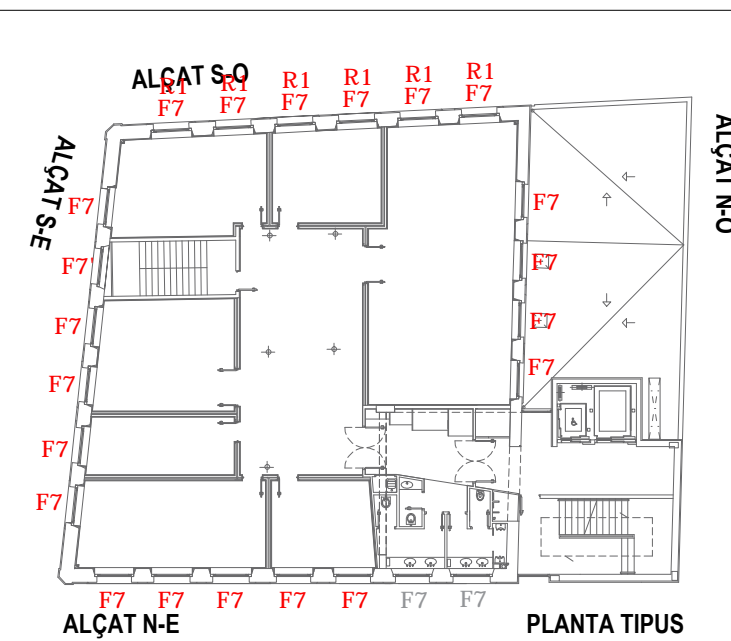 ALÇAT S-O
R1 R1 R1 R1 R1 R1
F7 F7 F7 F7 F7 F7
ALÇAT S-E
ALÇAT N-O
F7
F7'
F7
F7
F7
F7
F7
F7
F7
F7
F7 F7 F7 F7 F7 F7 F7
ALÇAT N-E
PLANTA TIPUS